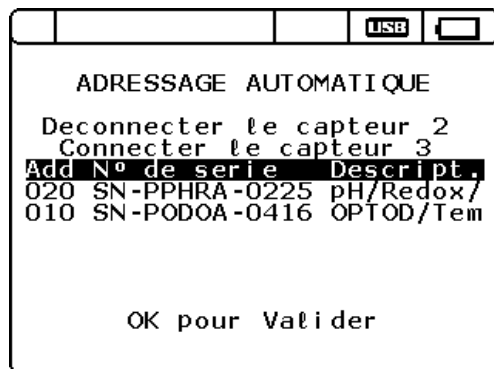 USB
ADRESSAGE AUTOMATIQUE
Deconnecter le capteur 2
Connecter le capteur 3
Add Nº de serie Descript.
020 SN-PPHRA-0225 pH/Redox/
010 SN-PODOA-0416 OPTOD/Tem
OK pour Valider